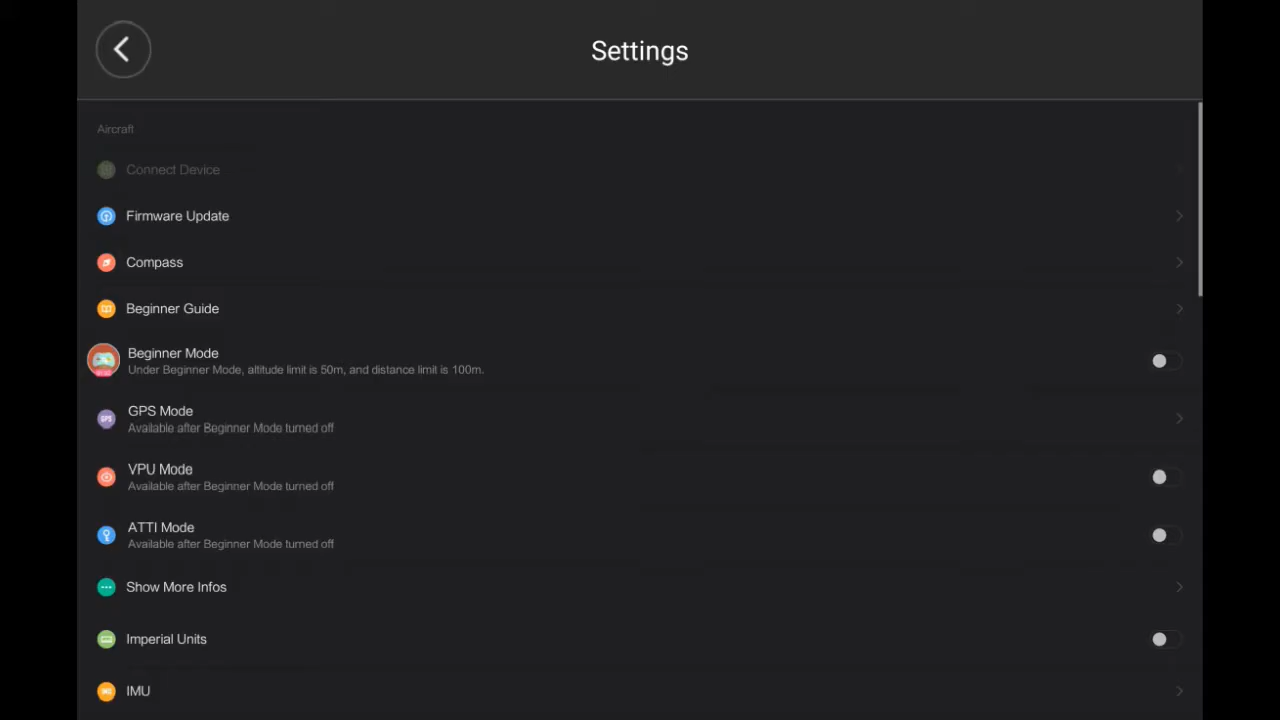 Settings
Aircraft
Connect Device
Firmware Update
Compass
Beginner Guide
Beginner Mode
Under Beginner Mode, altitude limit is 50m, and distance limit is 100m.
GPS Mode
GPS
Available after Beginner Mode turned off
VPU Mode
Available after Beginner Mode turned off
ATTI Mode
Available after Beginner Mode turned off
Show More Infos
Imperial Units
IMU